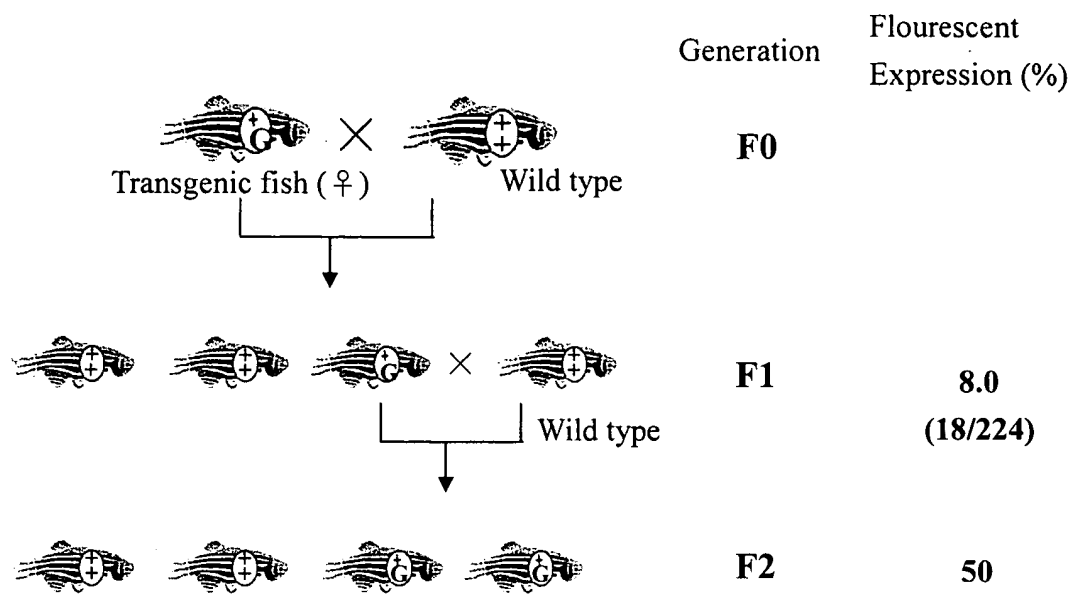 Generation
Flourescent
Expression (%)
+
G
×
+
+
F0
Transgenic fish (♀)
Wild type
+
+
+
+
+
G
×
+
+
F1
8.0
(18/224)
Wild type
+
+
+
+
+
G
+
G
F2
50